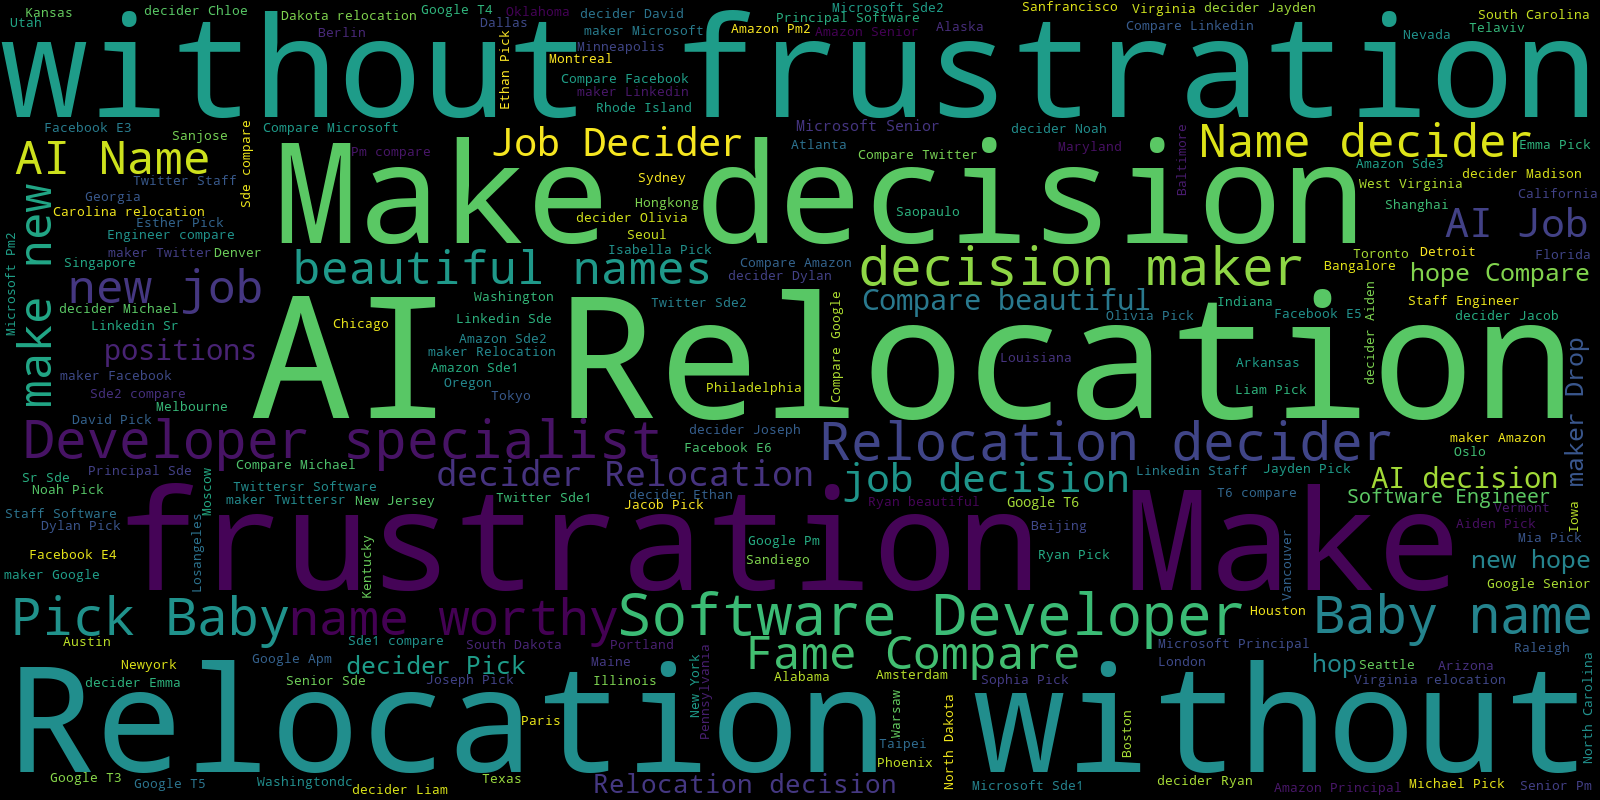 Kansas
decider Chloe
Dakota relocation
Google T4
Oklahoma
decider David
Microsoft Sde2
Sanfrancisco
Virginia
decider Jayden
South Carolina
Utah
Berlin
Dallas
maker Microsoft
Principal Software
Amazon Pm2
Amazon Senior
Alaska
Compare Linkedin
Nevada
Telaviv
without frustration
Ethan Pick
Minneapolis
Montreal
Compare Facebook
maker Linkedin
Rhode Island
Facebook E3
Sanjose
Compare Microsoft
Microsoft Senior
decider Noah
AI Name
Sde compare
Pm compare
Job Decider
Atlanta
Compare Twitter
Maryland
Baltimore
Name decider
Emma Pick
Make decision
Twitter Staff
Georgia
Carolina relocation
Esther Pick
Engineer compare
maker Twitter
Denver
Sydney
Hongkong
decider Olivia
Seoul
Isabella Pick
Saopaulo
Amazon Sde3
West Virginia
decider Madison
Shanghai
California
AI Job
make new
Microsoft Pm2
Singapore
new job
beautiful names
Compare Amazon
decider Dylan
decision maker
Toronto
Detroit
Florida
Bangalore
hope Compare
decider Michael
Linkedin Sr
Chicago
Washington
Linkedin Sde
Twitter Sde2
Compare Google
Compare beautiful
Olivia Pick
Indiana
Facebook E5
decider Aiden
Staff Engineer
decider Jacob
AI Relocation
positions
maker Facebook
Sde2 compare
Melbourne
David Pick
Amazon Sde2
maker Relocation
Amazon Sde1
Oregon
Tokyo
Philadelphia
Louisiana
Arkansas
Liam Pick
maker Drop
Developer specialist
decider Joseph
Facebook E6
Relocation decider
maker Amazon
Oslo
Sr Sde
Principal Sde
Noah Pick
Moscow
Compare Michael
Twittersr Software
maker Twittersr
New Jersey
decider Relocation
Twitter Sde1
decider Ethan
Jacob Pick
job decision
Linkedin Staff
Jayden Pick
AI decision
Ryan beautiful
Google T6
T6 compare
Software Engineer
Vermont
Staff Software
Dylan Pick
frustration Make
Beijing
Aiden Pick
Iowa
Mia Pick
Facebook E4
maker Google
Losangeles
Kentucky
Google Pm
Sandiego
Ryan Pick
Vancouver
new hope
Google Senior
Pick Baby
name worthy
Software Developer
Houston
Baby name
Austin
Sde1 compare
South Dakota
Portland
Fame Compare
Microsoft Principal
Raleigh
Newyork
Google Apm
decider Pick
Maine
New York
Pennsylvania
London
hop
Seattle
Arizona
decider Emma
Senior Sde
Joseph Pick
Illinois
Alabama
Amsterdam
Sophia Pick
Virginia relocation
North Carolina
Relocation without
Paris
Warsaw
Taipei
Phoenix
North Dakota
Boston
Google T3
Google T5
Washingtondc
decider Liam
Texas
Relocation decision
Microsoft Sde1
decider Ryan
Amazon Principal
Michael Pick
Senior Pm